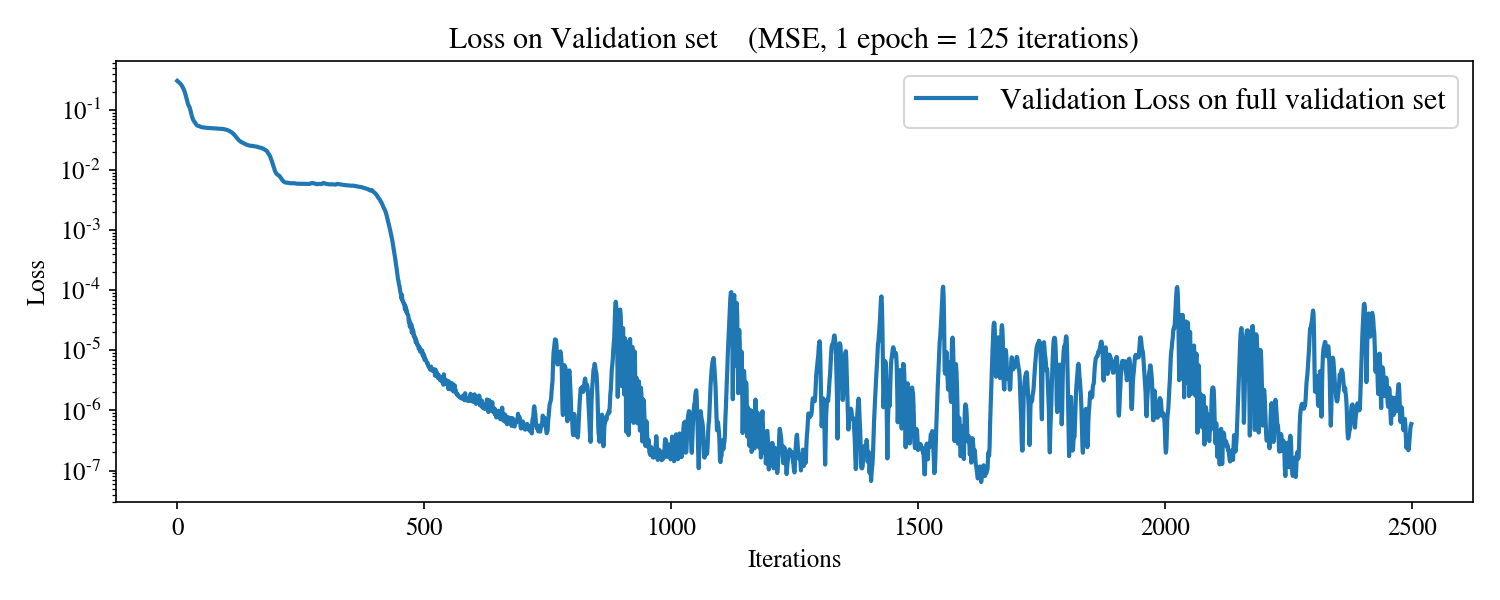 Loss on Validation set (MSE, 1 epoch = 125 iterations)
Validation Loss on full validation set
10⁻¹
10⁻²
10⁻³
10⁻⁴
10⁻⁵
10⁻⁶
10⁻⁷
Loss
0 500 1000 1500 2000 2500
Iterations